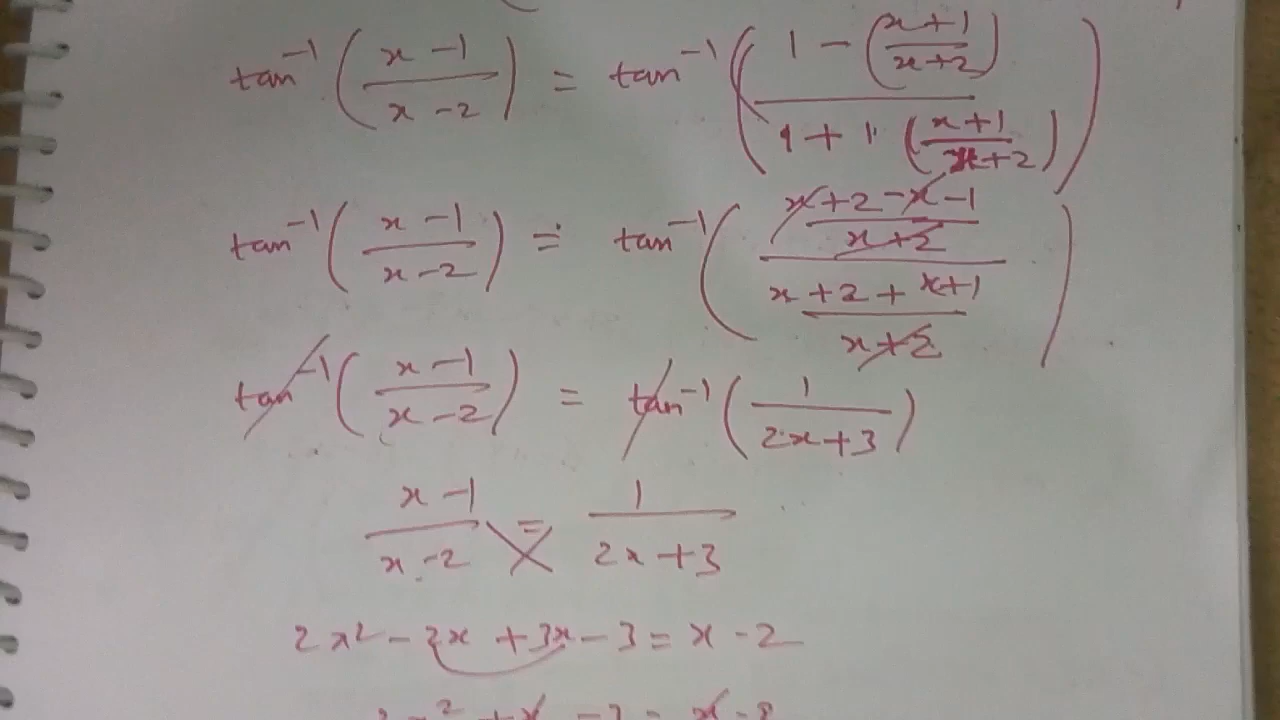 tan⁻¹((x-1)/(x-2)) = tan⁻¹((1-((x+1)/(x+2)))/(1+1((x+1)/(x+2))))
tan⁻¹((x-1)/(x-2)) = tan⁻¹(((x+2-x-1)/(x+2))/((x+2+x+1)/(x+2)))
tan⁻¹((x-1)/(x-2)) = tan⁻¹(1/(2x+3))
(x-1)/(x-2) = 1/(2x+3)
2x²-2x+3x-3=x-2